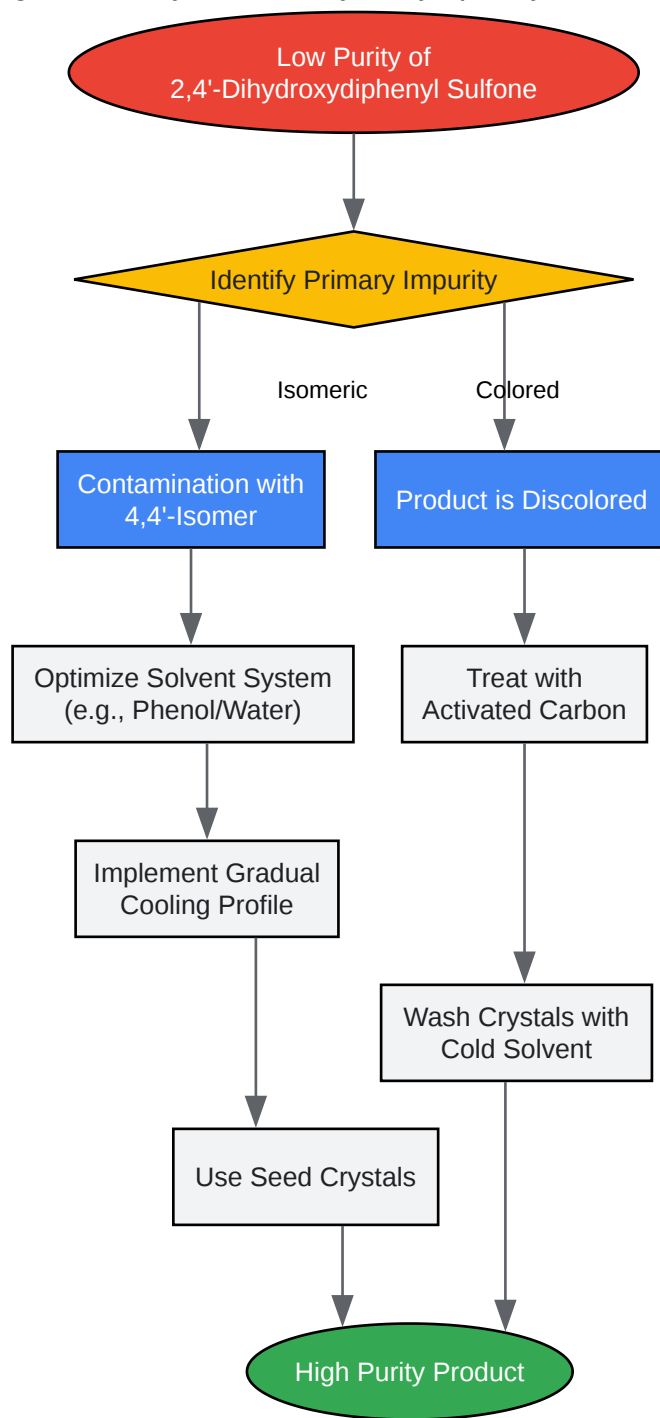 Low Purity of
2,4'-Dihydroxydiphenyl Sulfone
Identify Primary Impurity
Isomeric
Colored
Contamination with
4,4'-Isomer
Product is Discolored
Optimize Solvent System
(e.g., Phenol/Water)
Treat with
Activated Carbon
Implement Gradual
Cooling Profile
Wash Crystals with
Cold Solvent
Use Seed Crystals
High Purity Product